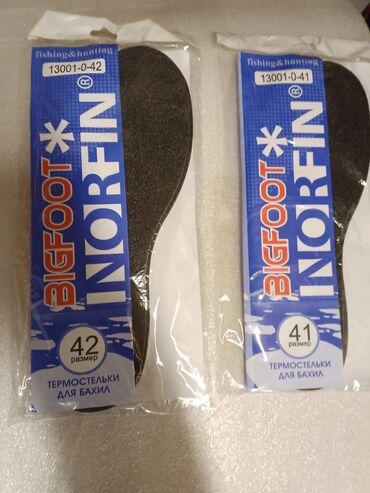 fishing&hunting
13001-0-42
BIGFOOT*
NORFIN®
42
размер
ТЕРМОСТЕЛЬКИ
ДЛЯ БАХИЛ
fishing&hunting
13001-0-41
BIGFOOT*
NORFIN®
41
размер
ТЕРМОСТЕЛЬКИ
ДЛЯ БАХИЛ